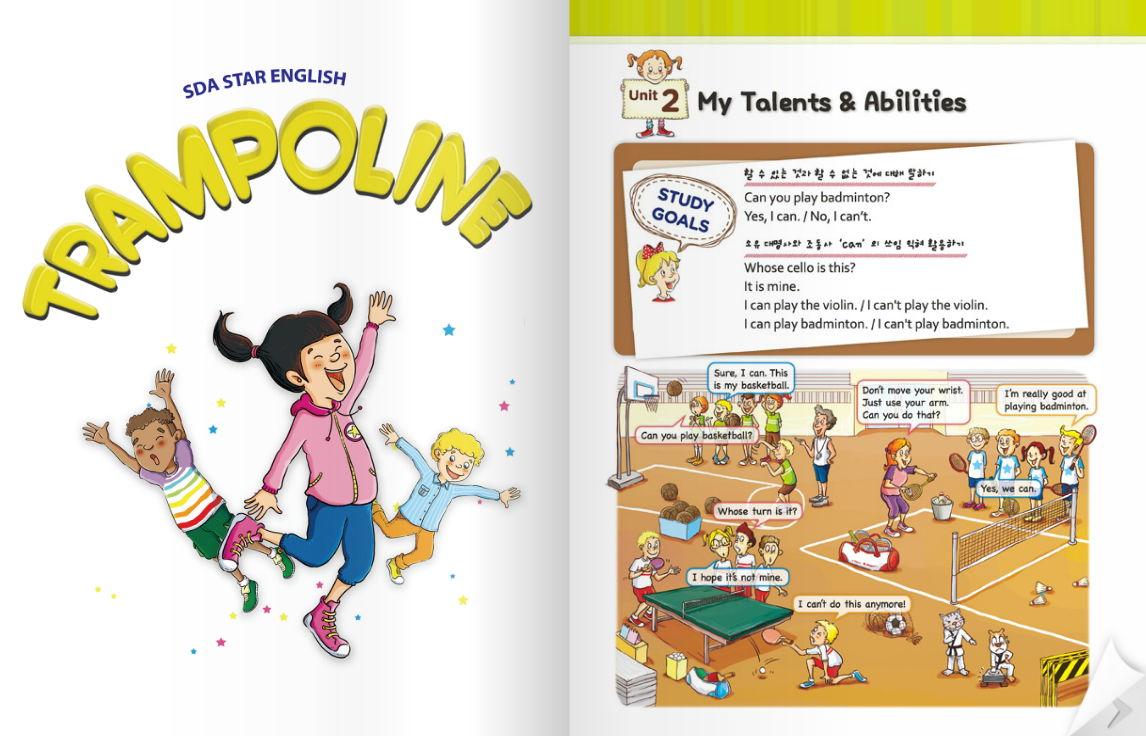 SDA STAR ENGLISH
TRAMPOLINE
Unit 2
My Talents & Abilities
STUDY
GOALS
할 수 있는 것과 할 수 없는 것에 대해 말하기
Can you play badminton?
Yes, I can. / No, I can't.
소유 대명사와 조동사 'can' 의 쓰임 익혀 활용하기
Whose cello is this?
It is mine.
I can play the violin. / I can't play the violin.
I can play badminton. / I can't play badminton.
Sure, I can. This
is my basketball.
Can you play basketball?
Don't move your wrist.
Just use your arm.
Can you do that?
I'm really good at
playing badminton.
Yes, we can.
Whose turn is it?
I hope it's not mine.
I can't do this anymore!